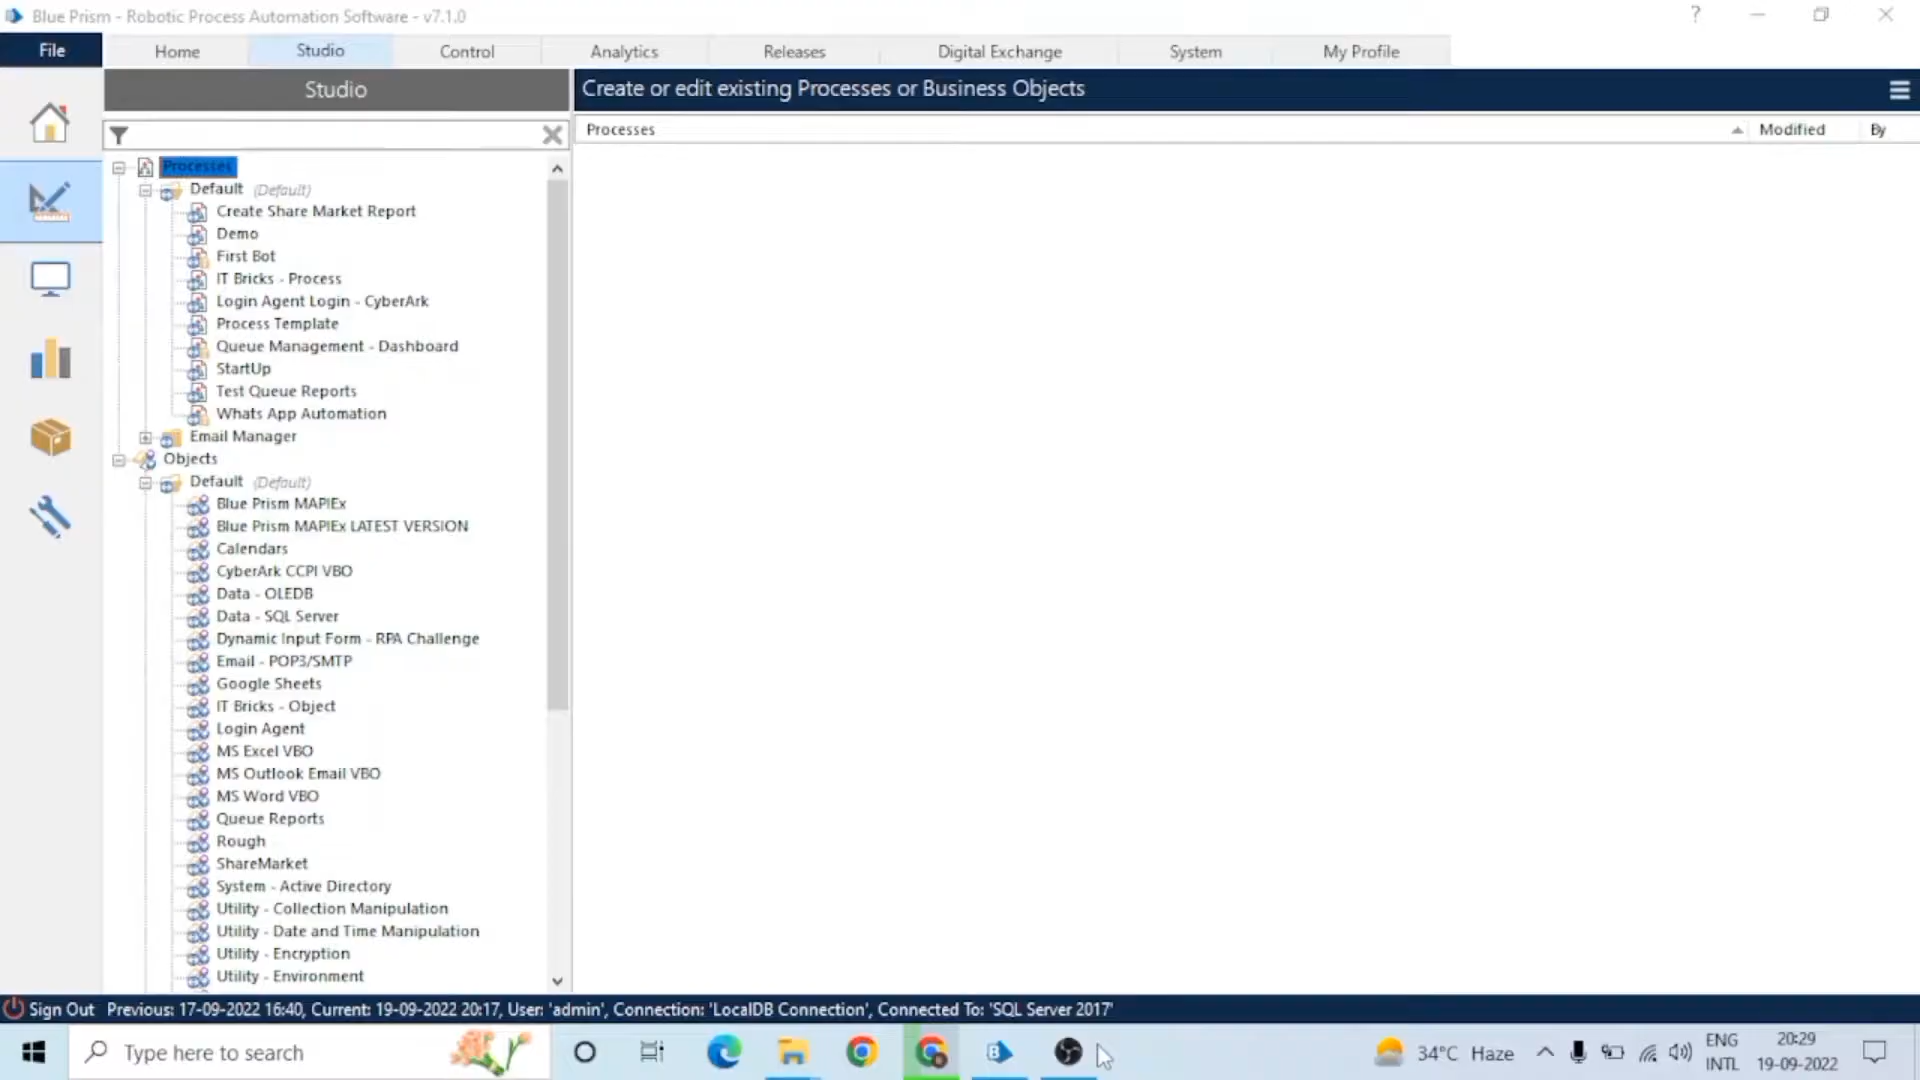 Blue Prism - Robotic Process Automation Software - v7.1.0
?
File Home Studio Control Analytics Releases Digital Exchange System My Profile
Studio
Create or edit existing Processes or Business Objects
Processes Modified By
Processes
Default (Default)
Create Share Market Report
Demo
First Bot
IT Bricks - Process
Login Agent Login - CyberArk
Process Template
Queue Management - Dashboard
StartUp
Test Queue Reports
Whats App Automation
Email Manager
Objects
Default (Default)
Blue Prism MAPIEx
Blue Prism MAPIEx LATEST VERSION
Calendars
CyberArk CCPI VBO
Data - OLEDB
Data - SQL Server
Dynamic Input Form - RPA Challenge
Email - POP3/SMTP
Google Sheets
IT Bricks - Object
Login Agent
MS Excel VBO
MS Outlook Email VBO
MS Word VBO
Queue Reports
Rough
ShareMarket
System - Active Directory
Utility - Collection Manipulation
Utility - Date and Time Manipulation
Utility - Encryption
Utility - Environment
Sign Out Previous: 17-09-2022 16:40, Current: 19-09-2022 20:17, User: 'admin', Connection: 'LocalDB Connection', Connected To: 'SQL Server 2017'
Type here to search
34°C Haze
ENG
INTL
20:29
19-09-2022